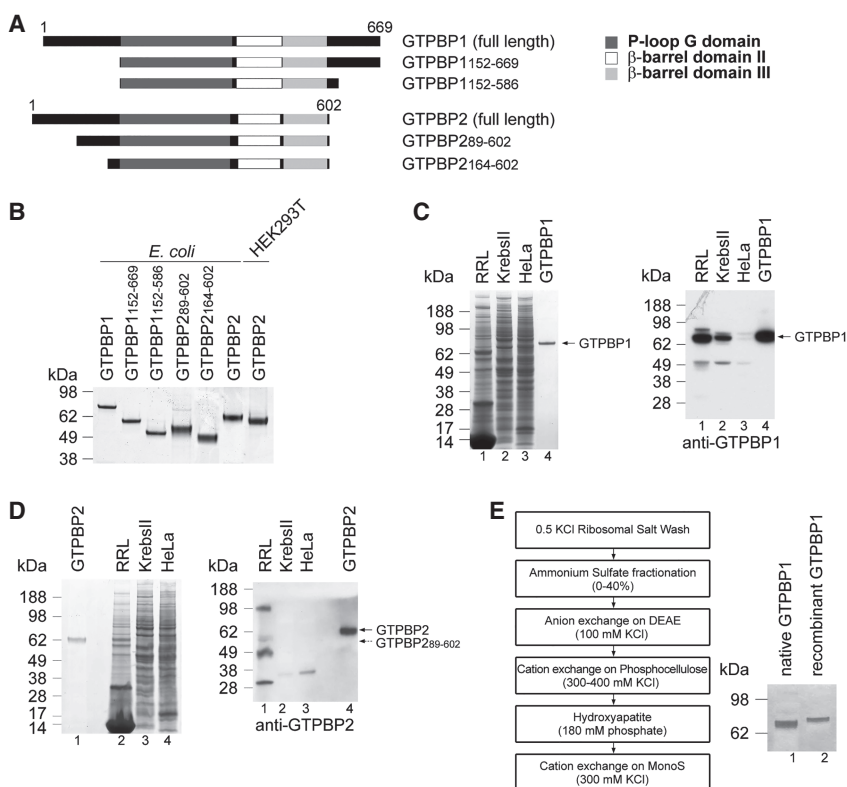 A
1 669
GTPBP1 (full length)
GTPBP1152-669
GTPBP1152-586
1 602
GTPBP2 (full length)
GTPBP289-602
GTPBP2164-602
P-loop G domain
β-barrel domain II
β-barrel domain III
B
E. coli
HEK293T
GTPBP1
GTPBP1152-669
GTPBP1152-586
GTPBP289-602
GTPBP2164-602
GTPBP2
GTPBP2
kDa
98
62
49
38
C
kDa
RRL
KrebsII
HeLa
GTPBP1
188
98
62
49
38
28
17
14
GTPBP1
1 2 3 4
kDa
RRL
KrebsII
HeLa
GTPBP1
188
98
62
49
38
28
GTPBP1
1 2 3 4
anti-GTPBP1
D
kDa
GTPBP2
RRL
KrebsII
HeLa
188
98
62
49
38
28
17
14
1 2 3 4
kDa
RRL
KrebsII
HeLa
GTPBP2
188
98
62
49
38
28
GTPBP2
GTPBP289-602
1 2 3 4
anti-GTPBP2
E
0.5 KCl Ribosomal Salt Wash
Ammonium Sulfate fractionation
(0-40%)
Anion exchange on DEAE
(100 mM KCl)
Cation exchange on Phosphocellulose
(300-400 mM KCl)
Hydroxyapatite
(180 mM phosphate)
Cation exchange on MonoS
(300 mM KCl)
kDa
native GTPBP1
recombinant GTPBP1
98
62
1 2